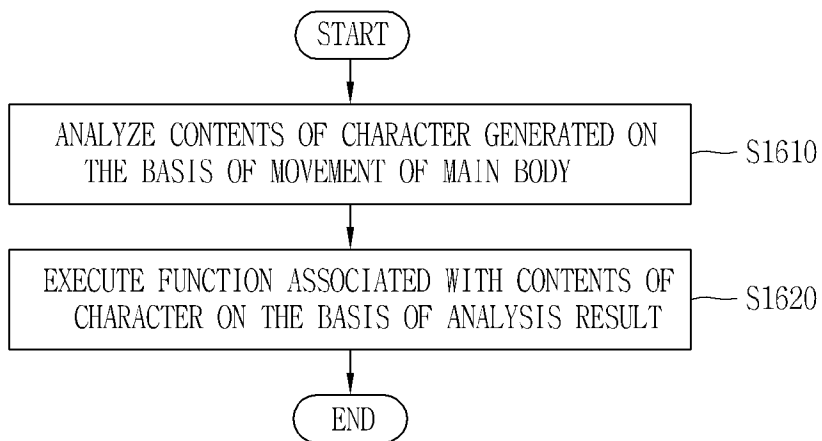 START
ANALYZE CONTENTS OF CHARACTER GENERATED ON
THE BASIS OF MOVEMENT OF MAIN BODY
S1610
EXECUTE FUNCTION ASSOCIATED WITH CONTENTS OF
CHARACTER ON THE BASIS OF ANALYSIS RESULT
S1620
END